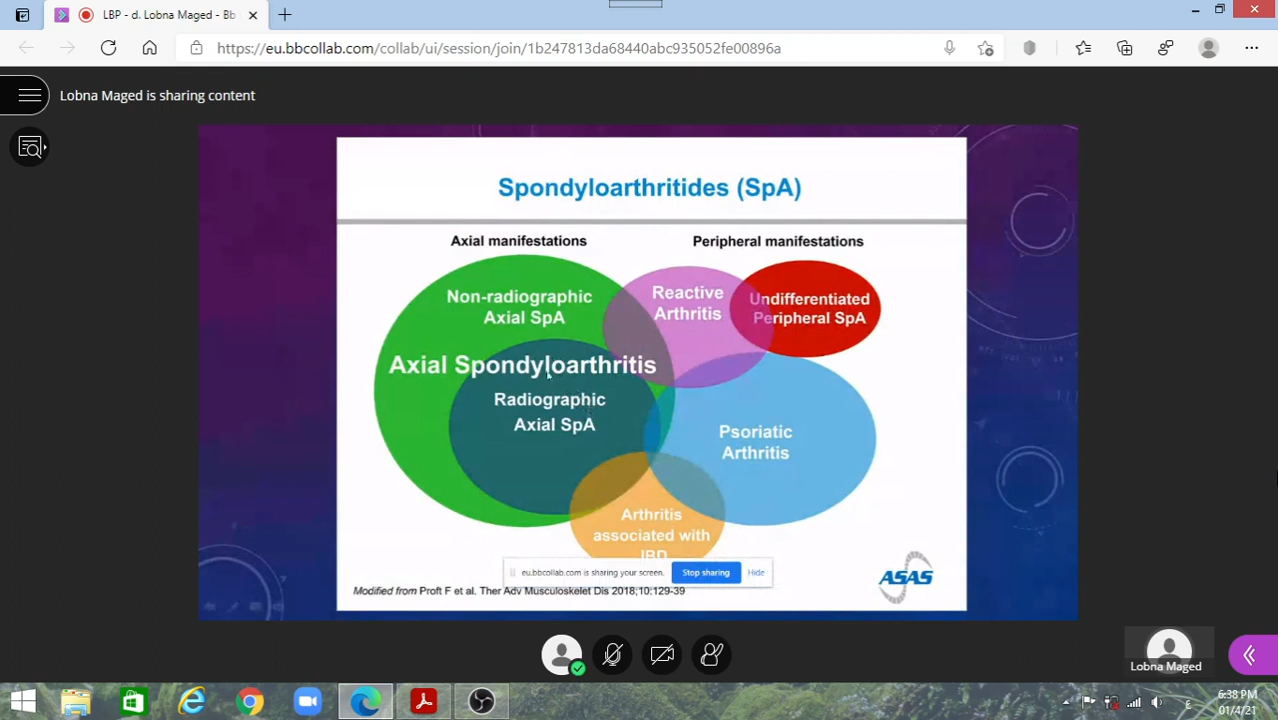 LBP - d. Lobna Maged - Bb
https://eu.bbcollab.com/collab/ui/session/join/1b247813da68440abc935052fe00896a
Lobna Maged is sharing content
Spondyloarthritides (SpA)
Axial manifestations
Peripheral manifestations
Non-radiographic
Axial SpA
Reactive
Arthritis
Undifferentiated
Peripheral SpA
Axial Spondyloarthritis
Radiographic
Axial SpA
Psoriatic
Arthritis
Arthritis
associated with
IBD
eu.bbcollab.com is sharing your screen.
Stop sharing
Hide
Modified from Proft F et al. Ther Adv Musculoskelet Dis 2018;10:129-39
ASAS
Lobna Maged
6:38 PM
01/4/21
ع